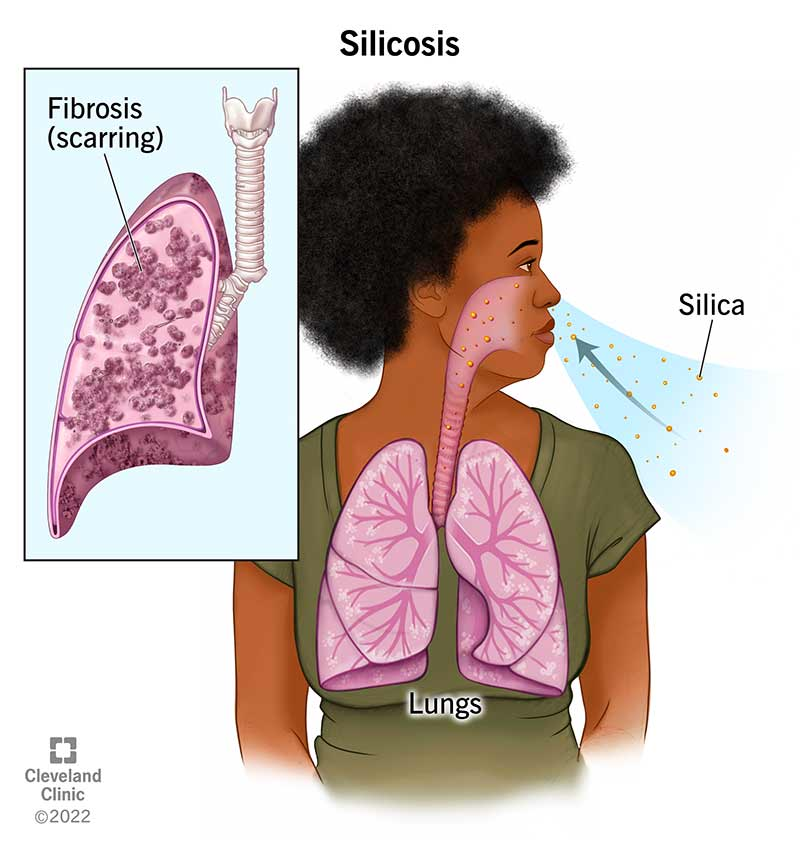 Silicosis
Fibrosis
(scarring)
Silica
Lungs
Cleveland
Clinic
©2022